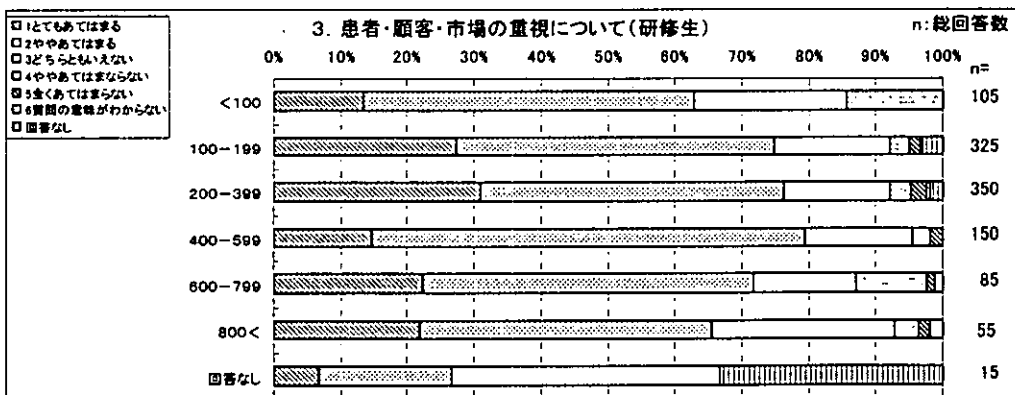 3. 患者・顧客・市場の重視について(研修生)
n:総回答数
1とてもあてはまる
2ややあてはまる
3どちらともいえない
4ややあてはまならない
5全くあてはまらない
6質問の意味がわからない
回答なし
0% 10% 20% 30% 40% 50% 60% 70% 80% 90% 100%
n=
<100 105
100-199 325
200-399 350
400-599 150
600-799 85
800< 55
回答なし 15